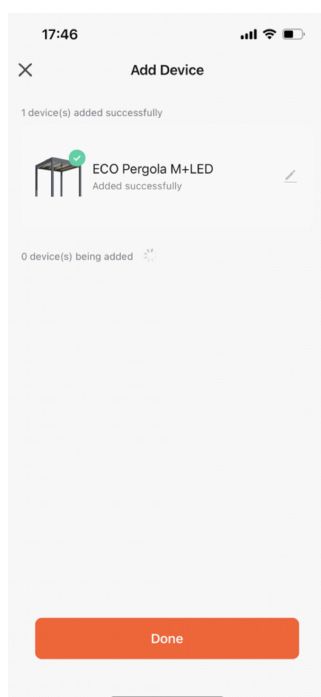 17:46
Add Device
1 device(s) added successfully
ECO Pergola M+LED
Added successfully
0 device(s) being added
Done